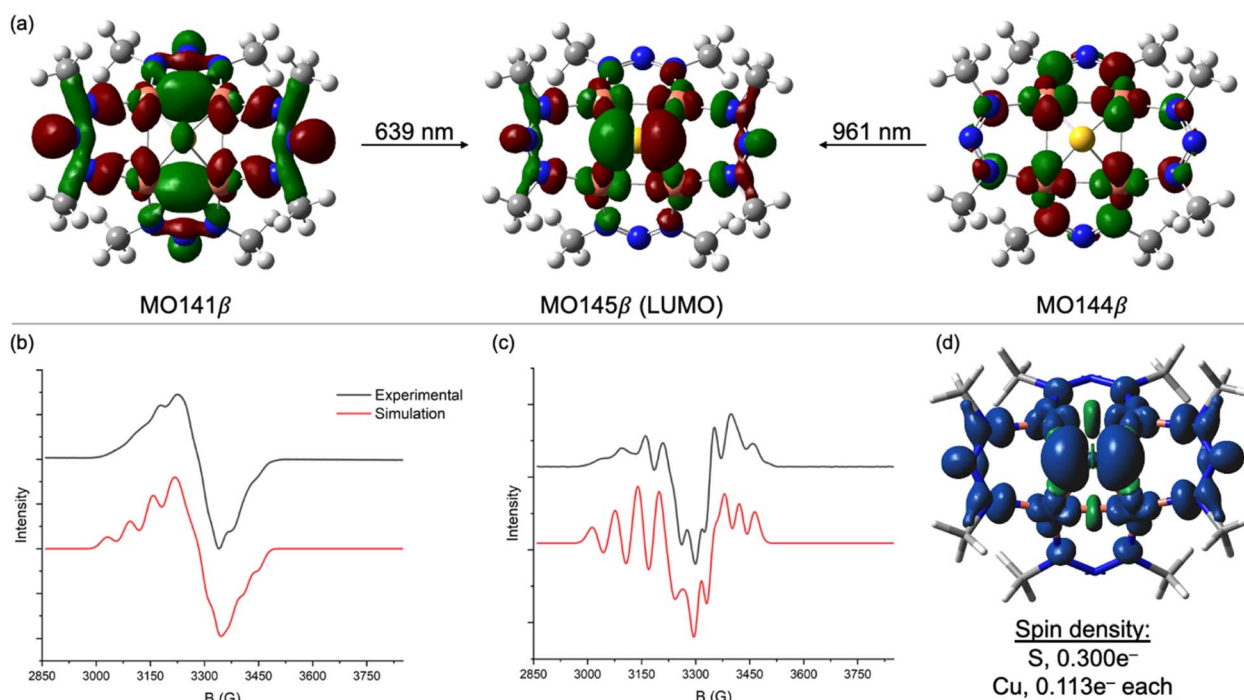 (a)
639 nm
961 nm
MO141β
MO145β (LUMO)
MO144β
(b)
Experimental
Simulation
Intensity
2850 3000 3150 3300 3450 3600 3750
B (G)
(c)
Intensity
2850 3000 3150 3300 3450 3600 3750
B (G)
(d)
Spin density:
S, 0.300e⁻
Cu, 0.113e⁻ each